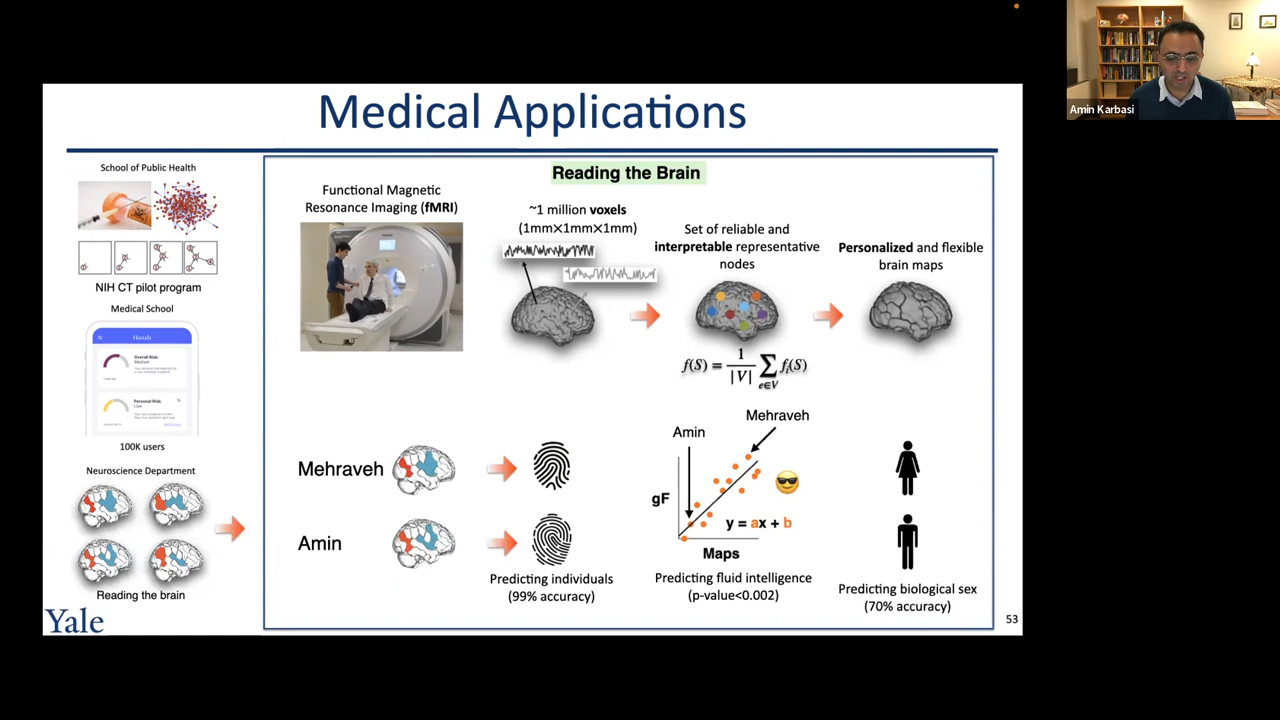 Amin Karbasi
Medical Applications
School of Public Health
NIH CT pilot program
Medical School
Overall Risk:
Medium
Personal Risk:
Low
100K users
Neuroscience Department
Reading the brain
Yale
Reading the Brain
Functional Magnetic
Resonance Imaging (fMRI)
~1 million voxels
(1mm×1mm×1mm)
Set of reliable and
interpretable representative
nodes
Personalized and flexible
brain maps
f(S) = 1/|V| ∑ e∈V fᵢ(S)
Mehraveh
Amin
Predicting individuals
(99% accuracy)
Mehraveh
Amin
gF
y = ax + b
Maps
Predicting fluid intelligence
(p-value<0.002)
Predicting biological sex
(70% accuracy)
53